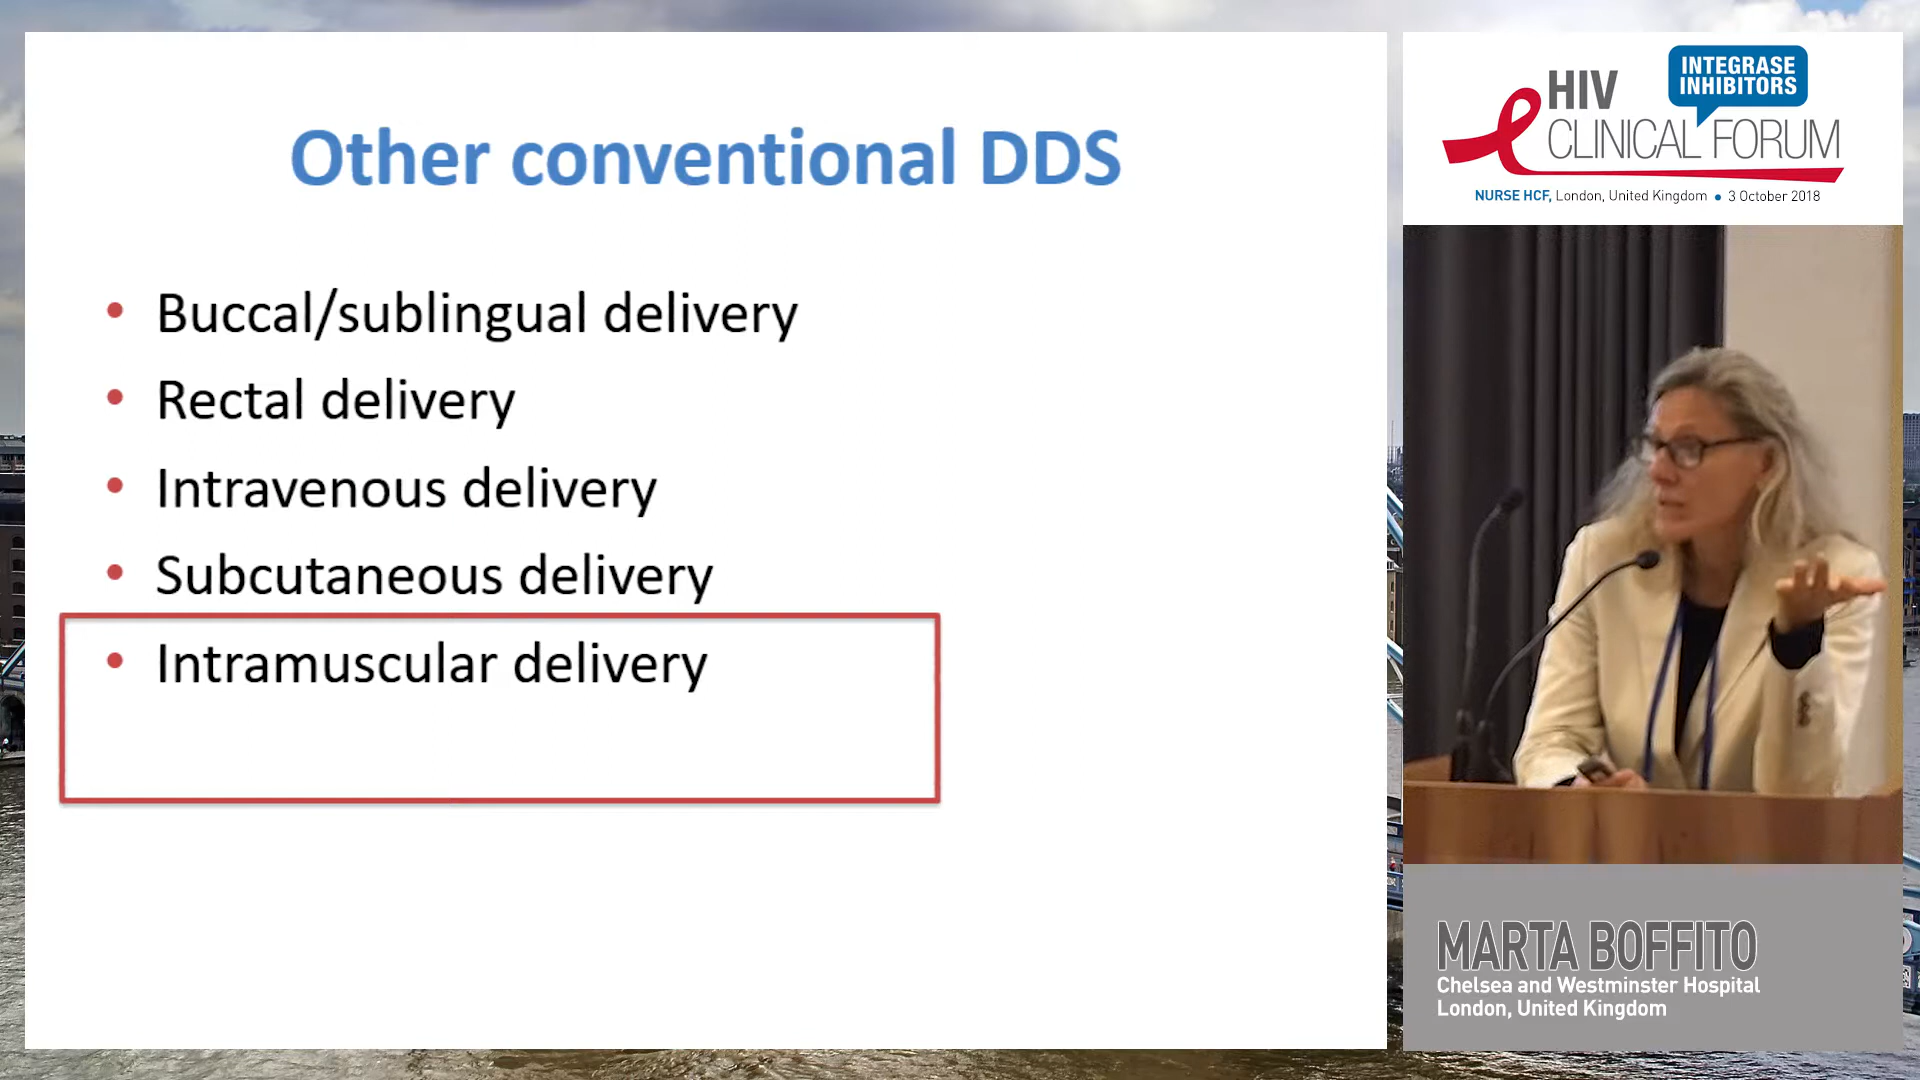 Other conventional DDS
• Buccal/sublingual delivery
• Rectal delivery
• Intravenous delivery
• Subcutaneous delivery
• Intramuscular delivery
INTEGRASE
INHIBITORS
HIV
CLINICAL FORUM
NURSE HCF, London, United Kingdom • 3 October 2018
MARTA BOFFITO
Chelsea and Westminster Hospital
London, United Kingdom